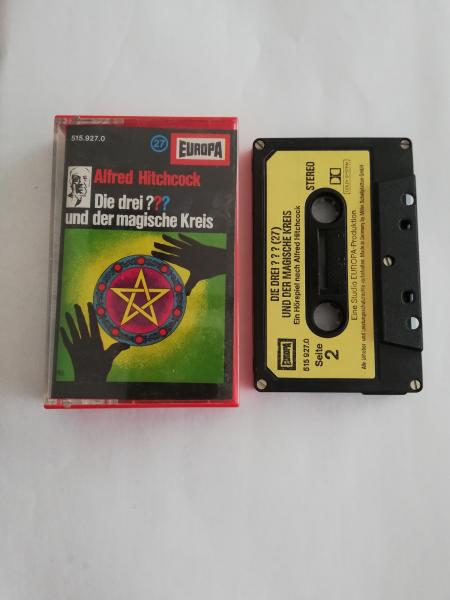 515.927.0
27
EUROPA
Alfred Hitchcock
Die drei ???
und der magische Kreis
DIE DREI ? ? ? (27)
UND DER MAGISCHE KREIS
Ein Hörspiel nach Alfred Hitchcock
STEREO
EUROPA
515 927.0
Seite
2
Eine Studio EUROPA-Produktion